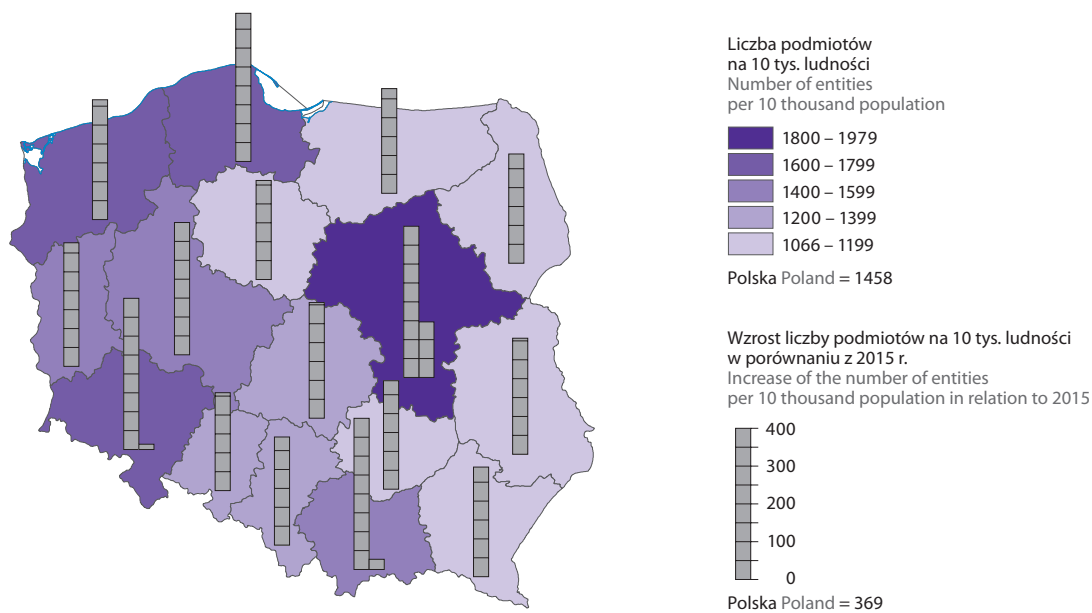 Liczba podmiotów
na 10 tys. ludności
Number of entities
per 10 thousand population
1800 – 1979
1600 – 1799
1400 – 1599
1200 – 1399
1066 – 1199
Polska Poland = 1458
Wzrost liczby podmiotów na 10 tys. ludności
w porównaniu z 2015 r.
Increase of the number of entities
per 10 thousand population in relation to 2015
400
300
200
100
0
Polska Poland = 369